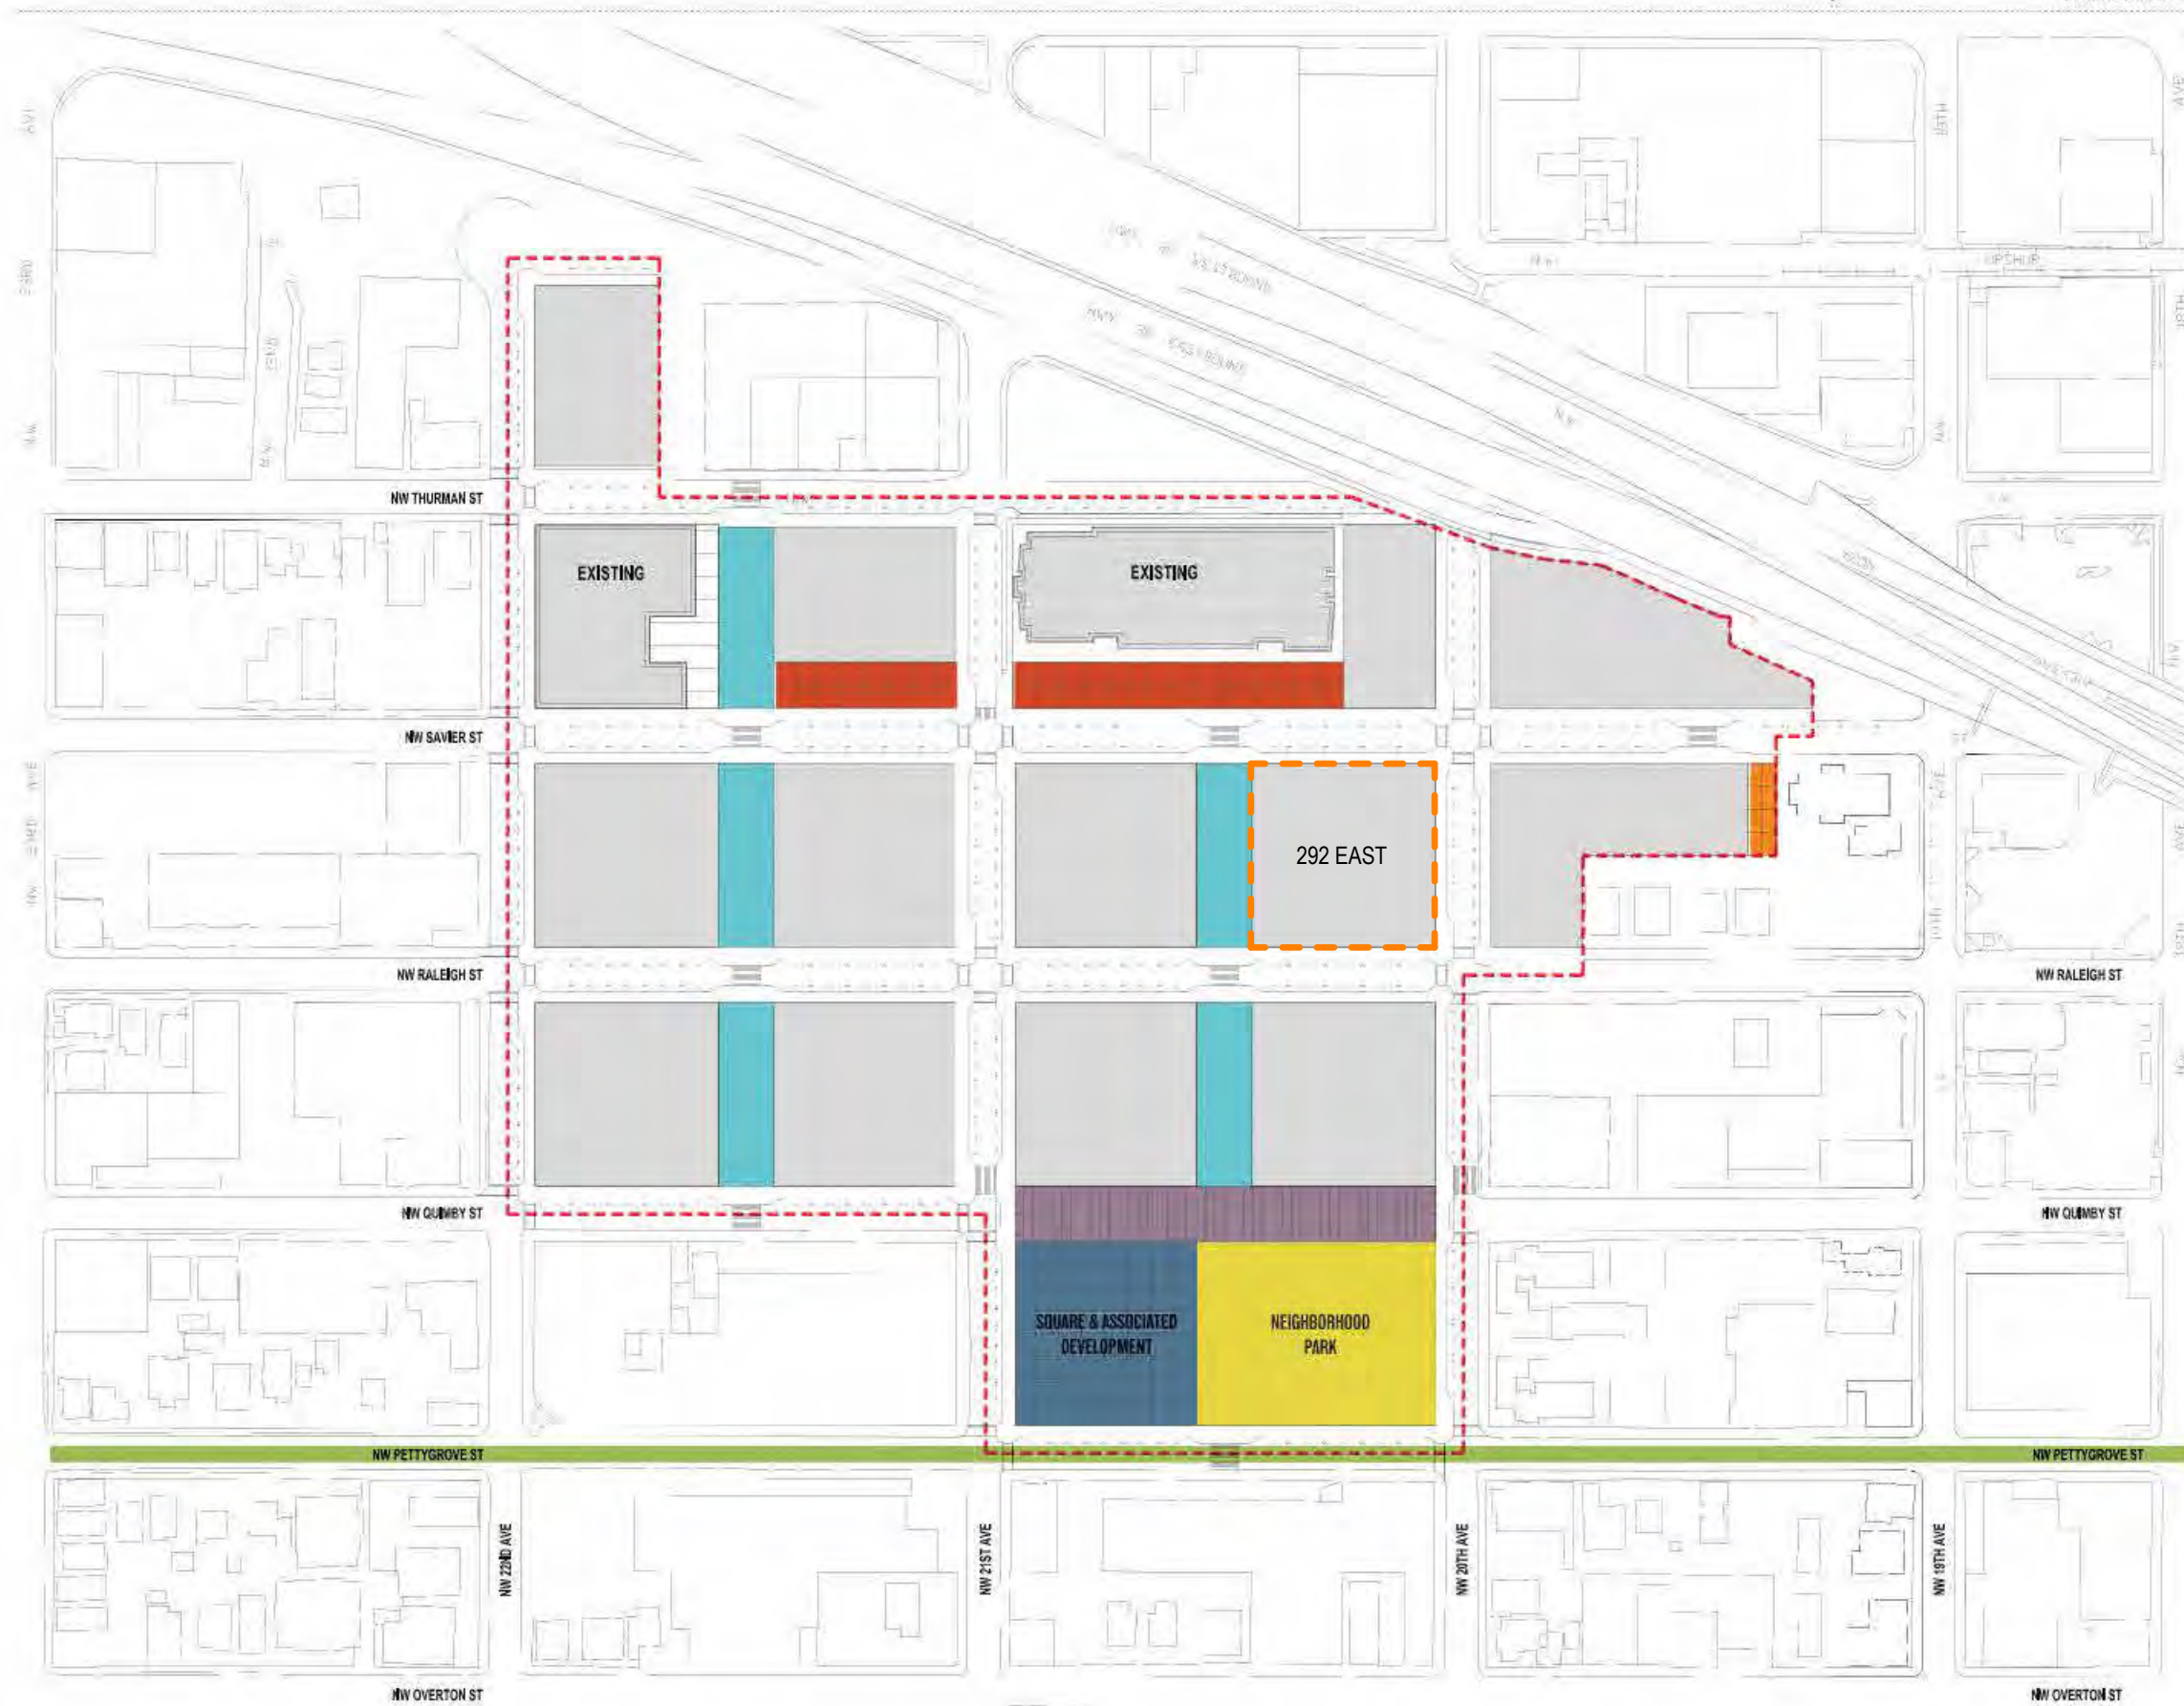 UPSHUR
NW THURMAN ST
EXISTING
EXISTING
NW SAVIER ST
292 EAST
NW RALEIGH ST
NW RALEIGH ST
NW QUIMBY ST
NW QUIMBY ST
SQUARE & ASSOCIATED
DEVELOPMENT
NEIGHBORHOOD
PARK
NW PETTYGROVE ST
NW PETTYGROVE ST
NW 22ND AVE
NW 21ST AVE
NW 20TH AVE
NW 19TH AVE
NW OVERTON ST
NW OVERTON ST